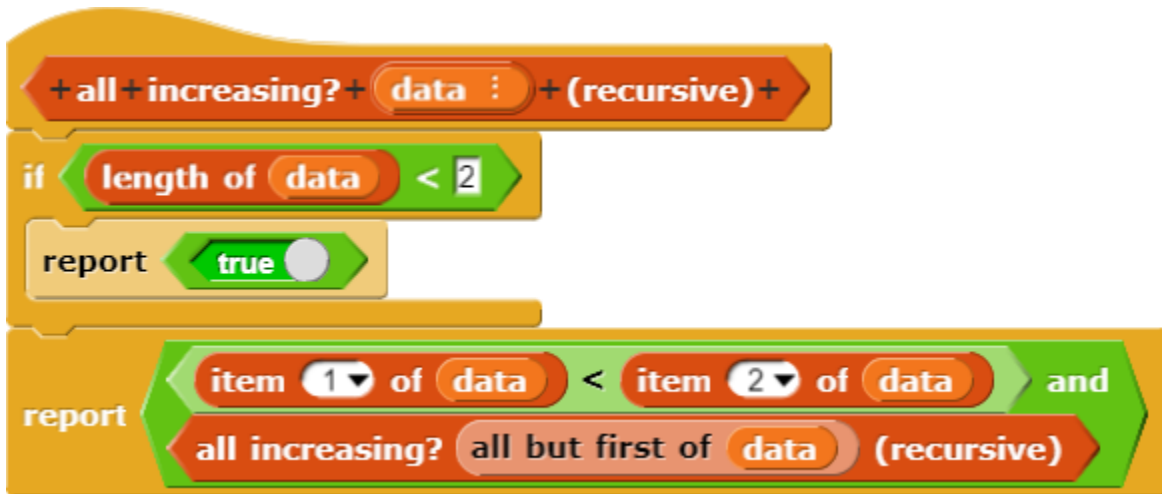 +all+increasing?+ data ⋮ +(recursive)+
if length of data < 2
report true
item 1 of data < item 2 of data and
report
all increasing? all but first of data (recursive)